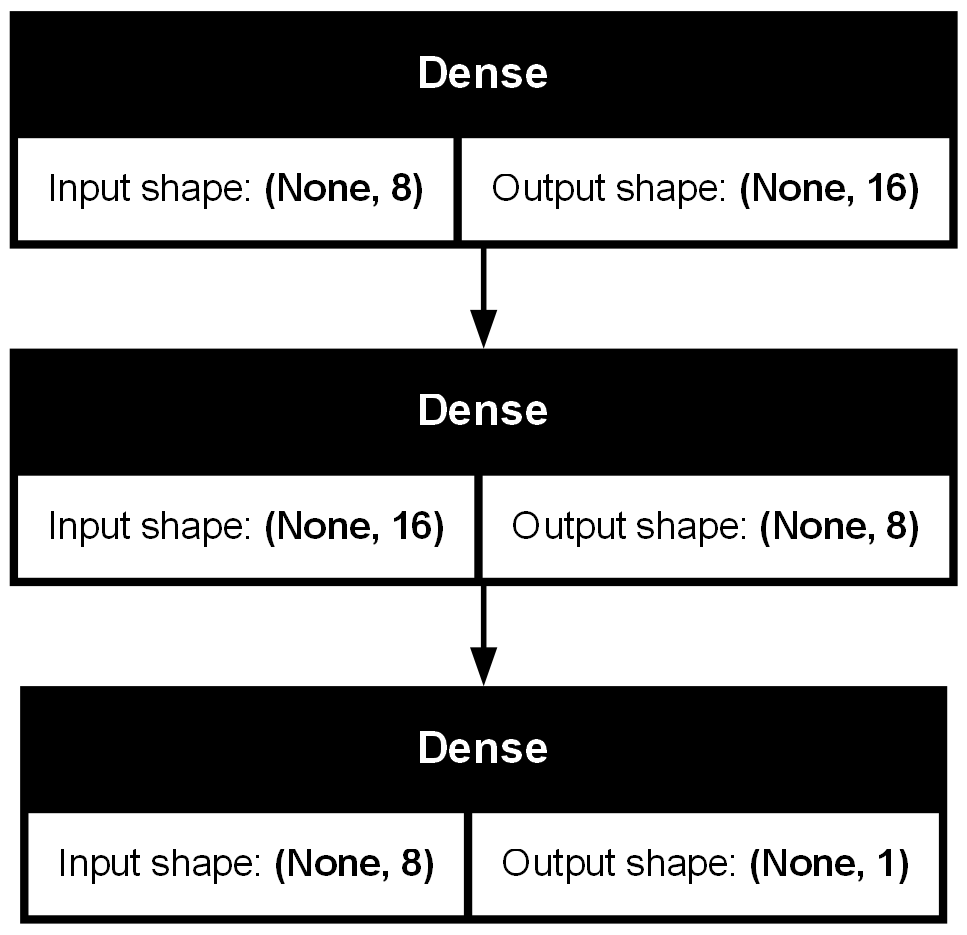 Dense
Input shape: (None, 8) Output shape: (None, 16)
Dense
Input shape: (None, 16) Output shape: (None, 8)
Dense
Input shape: (None, 8) Output shape: (None, 1)